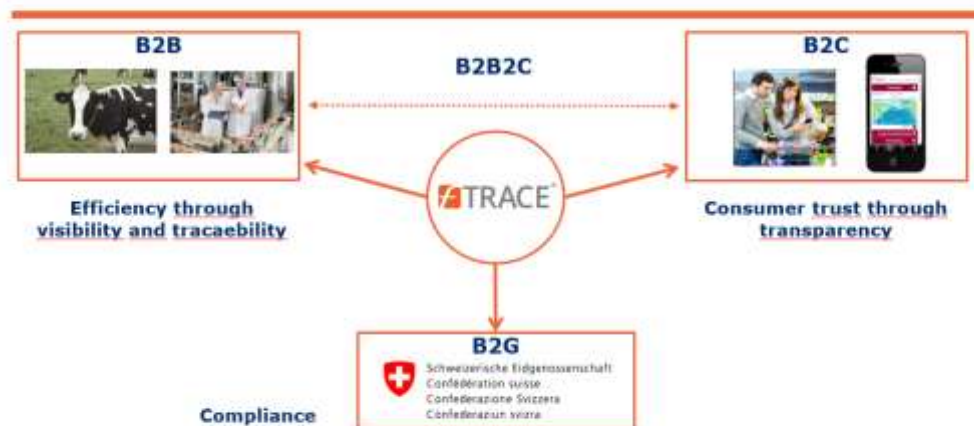 B2B
B2B2C
B2C
fTRACE®
Efficiency through
visibility and tracaebility
Consumer trust through
transparency
B2G
Schweizerische Eidgenossenschaft
Confédération suisse
Confederazione Svizzera
Confederaziun svizra
Compliance